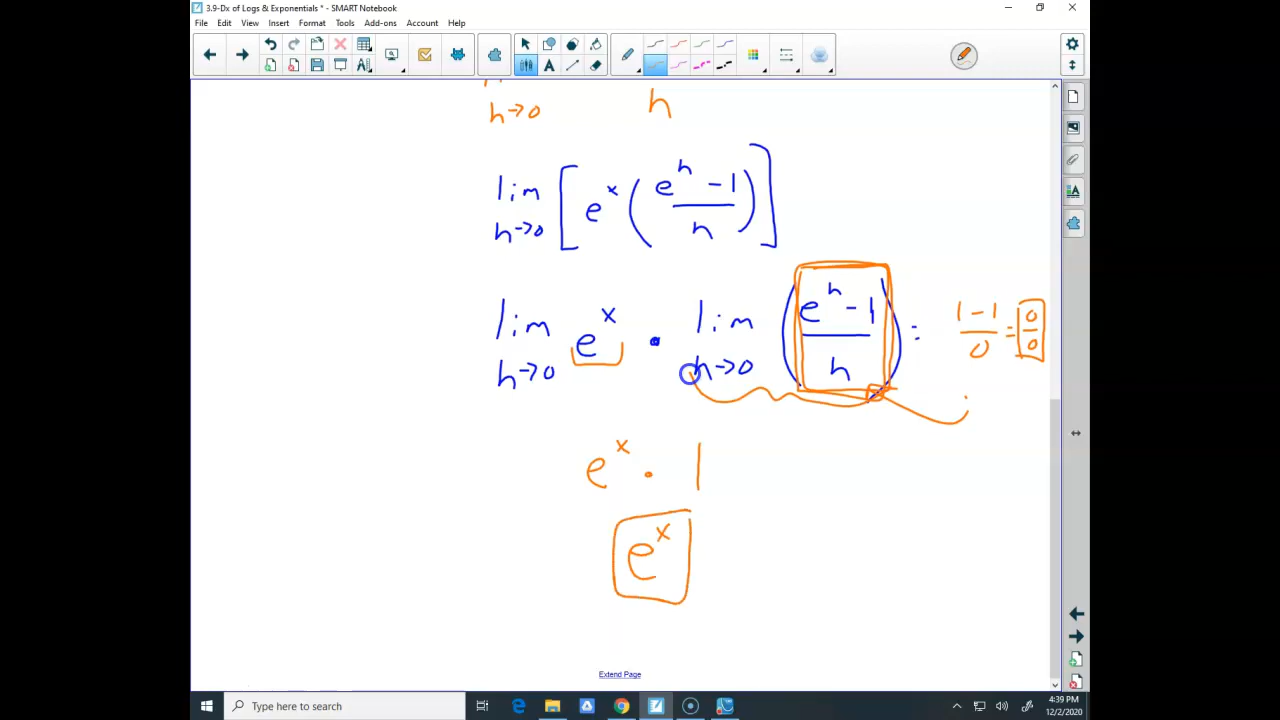 3.9-Dx of Logs & Exponentials * - SMART Notebook
File Edit View Insert Format Tools Add-ons Account Help
h→0 h
lim h→0 [ e^x ( (e^h - 1)/h ) ]
lim h→0 e^x · lim h→0 ( (e^h - 1)/h ) = (1-1)/0 = 0/0
e^x · 1
e^x
Extend Page
Type here to search
4:39 PM
12/2/2020